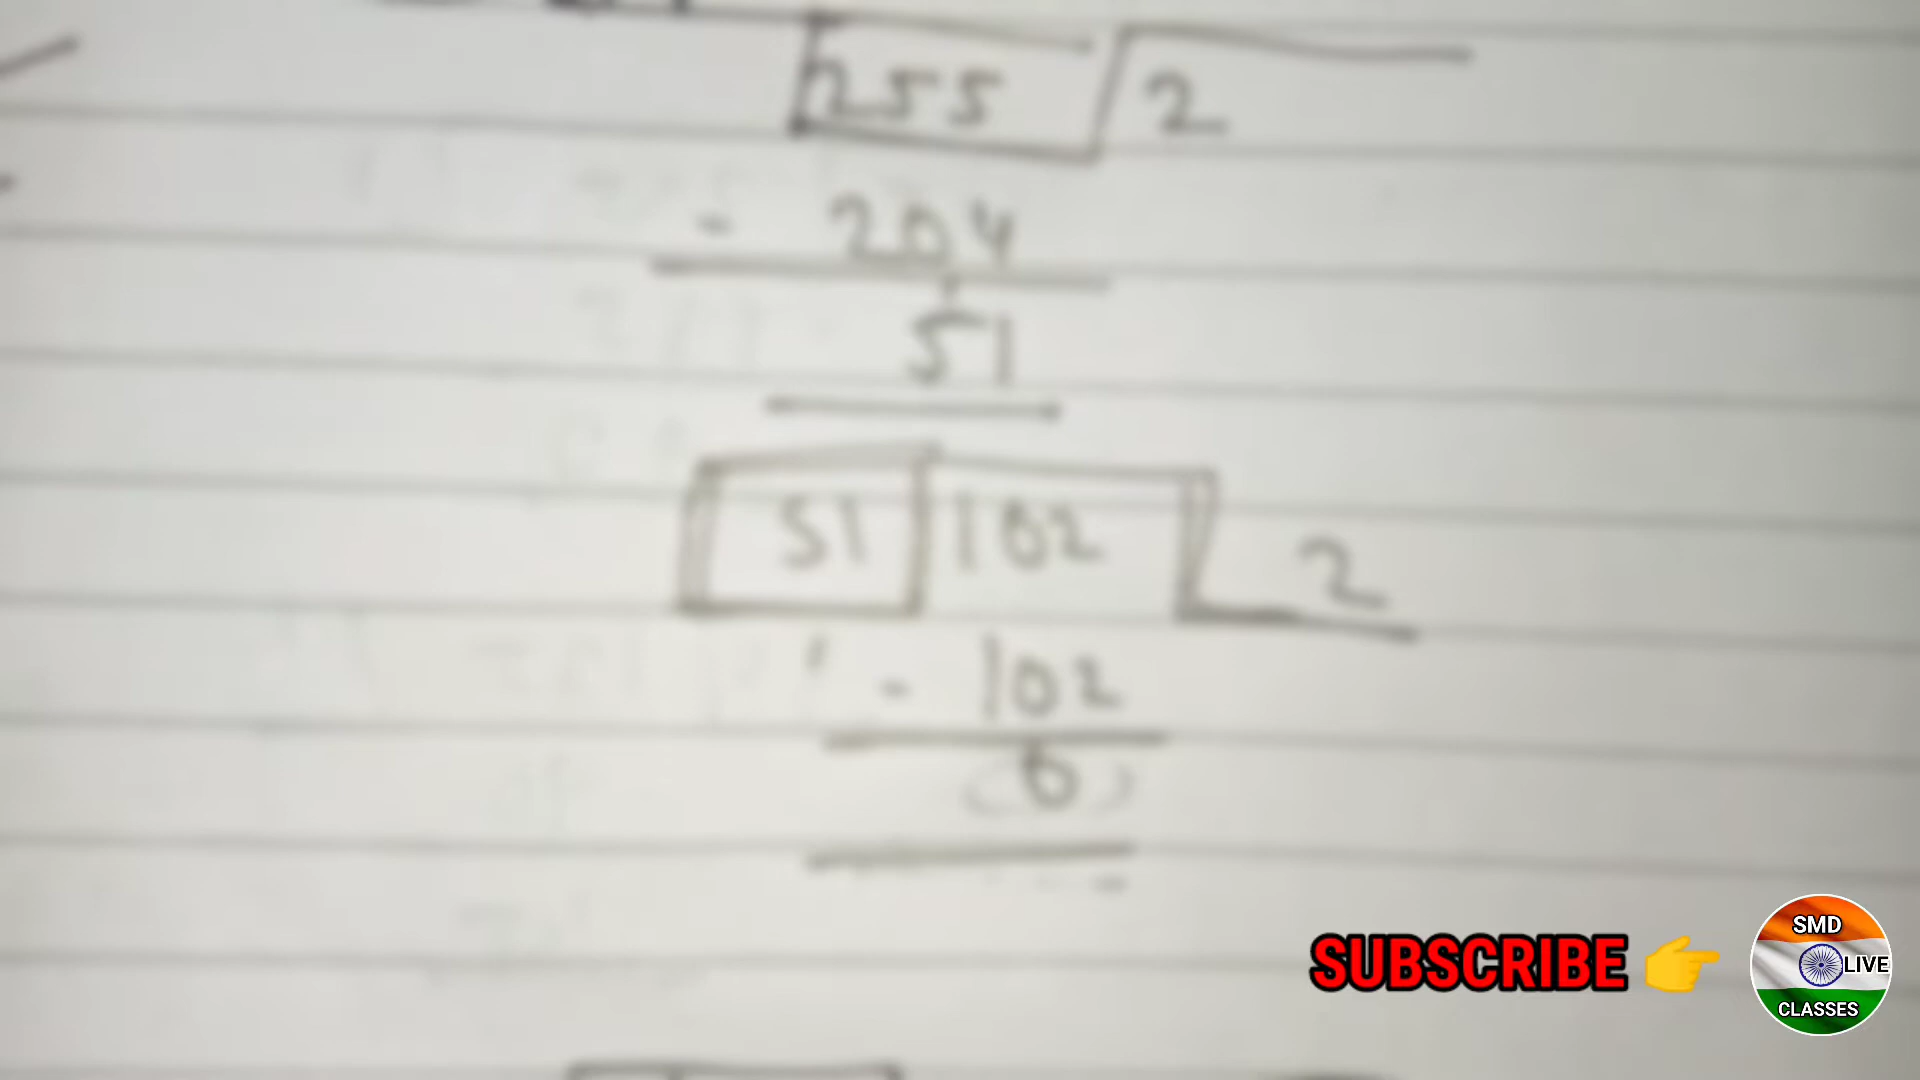 255 2
- 204
51
51 102 2
- 102
0
SUBSCRIBE
SMD
LIVE
CLASSES